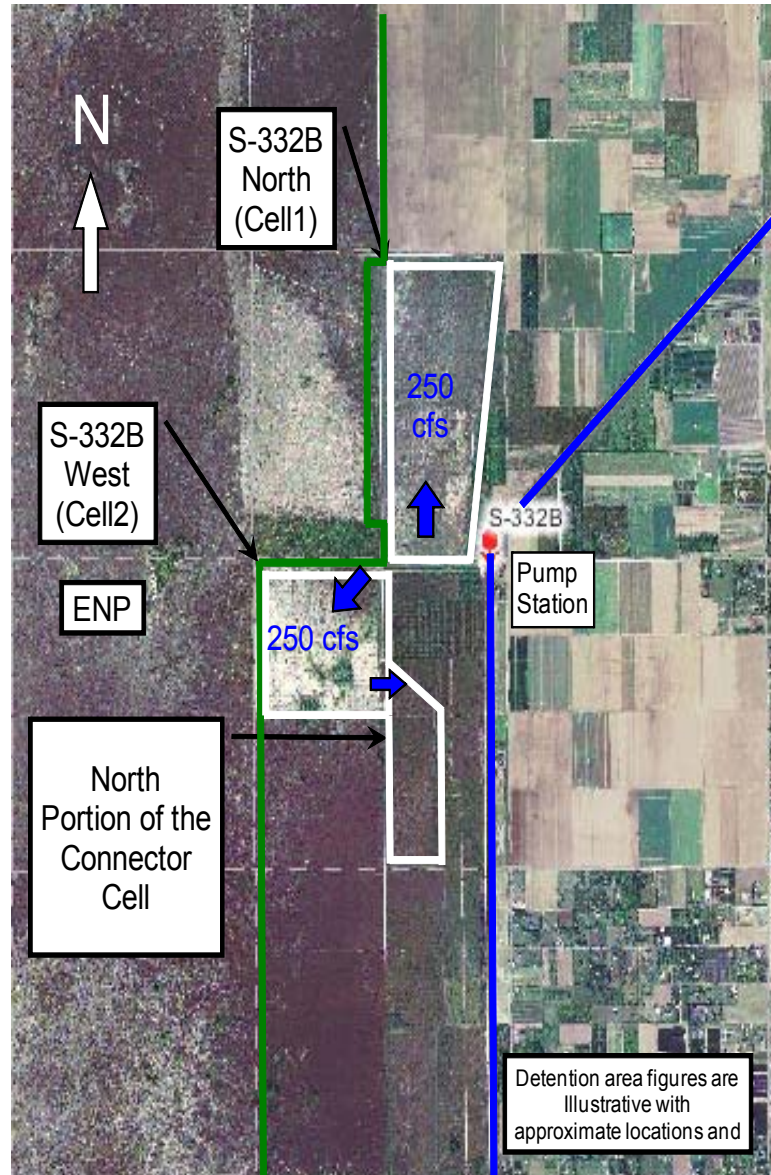 N
S-332B
North
(Cell1)
250
cfs
S-332B
West
(Cell2)
S-332B
Pump
Station
ENP
250 cfs
North
Portion of the
Connector
Cell
Detention area figures are
Illustrative with
approximate locations and